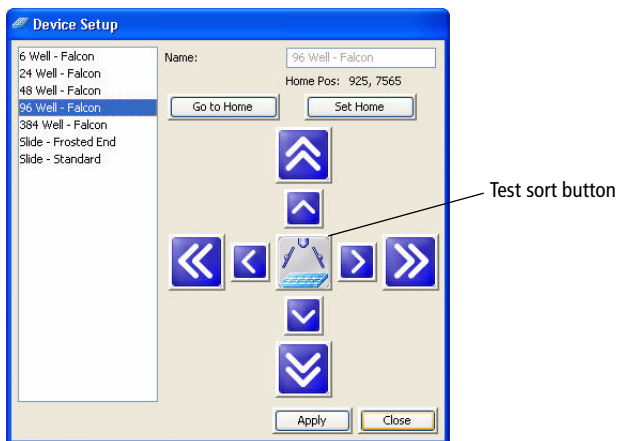 Device Setup
6 Well - Falcon
24 Well - Falcon
48 Well - Falcon
96 Well - Falcon
384 Well - Falcon
Slide - Frosted End
Slide - Standard
Name: 96 Well - Falcon
Home Pos: 925, 7565
Go to Home Set Home
Test sort button
Apply Close